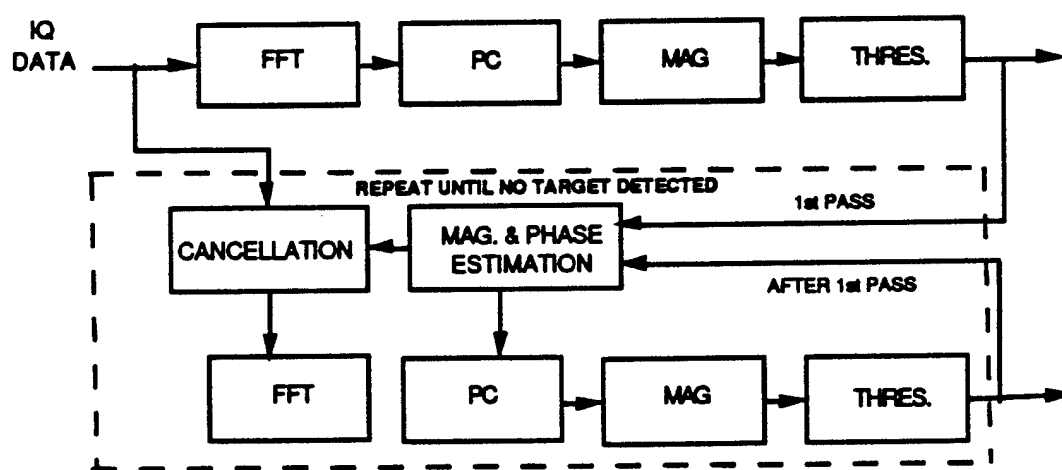 IQ
DATA
FFT
PC
MAG
THRES.
REPEAT UNTIL NO TARGET DETECTED
1st PASS
CANCELLATION
MAG. & PHASE
ESTIMATION
AFTER 1st PASS
FFT
PC
MAG
THRES.